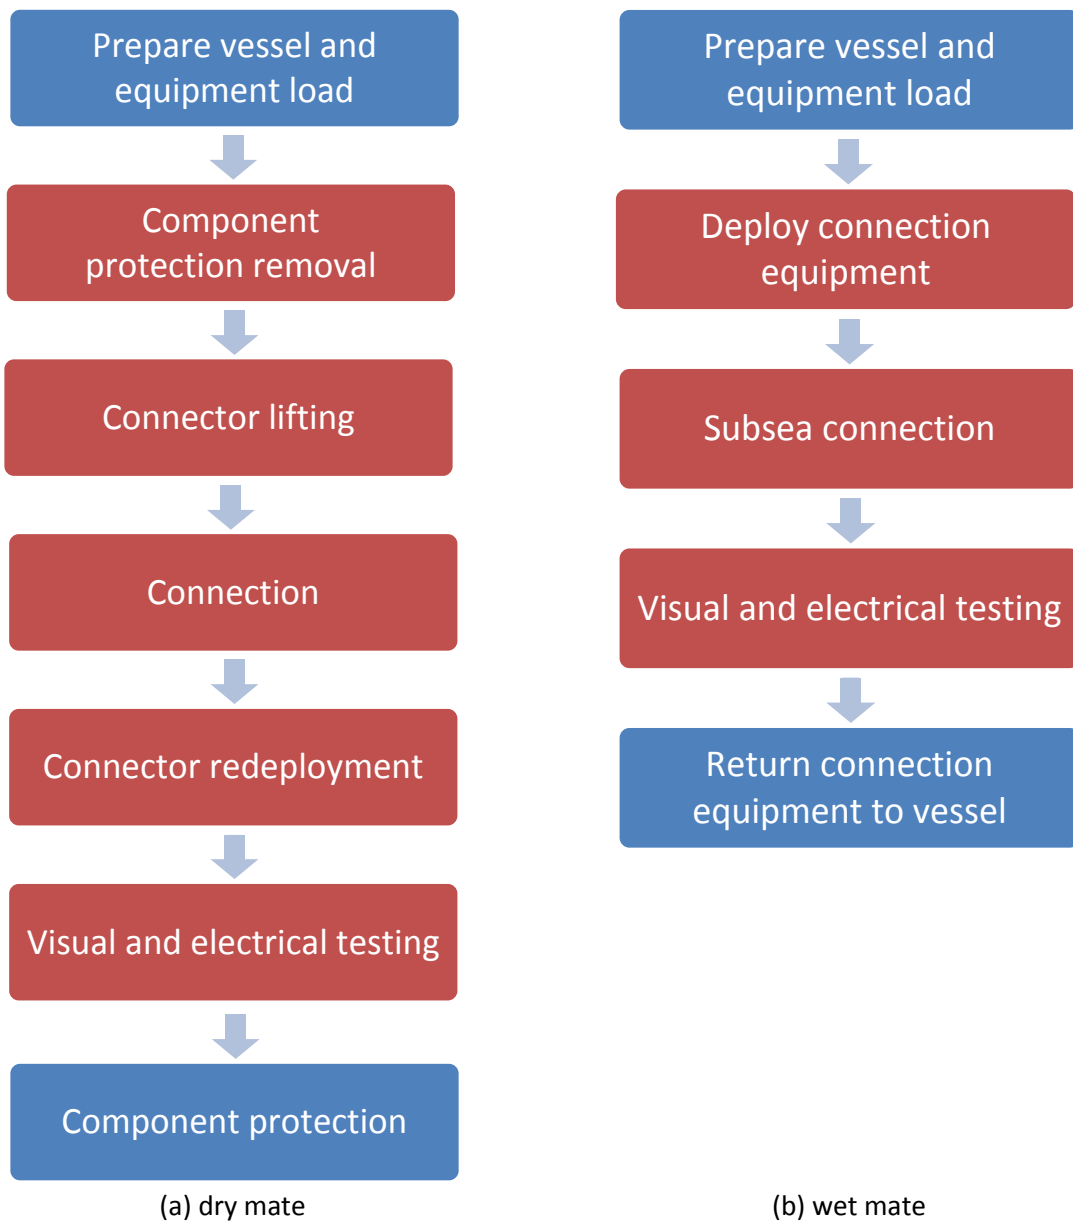 Prepare vessel and
equipment load
Component
protection removal
Connector lifting
Connection
Connector redeployment
Visual and electrical testing
Component protection
(a) dry mate
Prepare vessel and
equipment load
Deploy connection
equipment
Subsea connection
Visual and electrical testing
Return connection
equipment to vessel
(b) wet mate